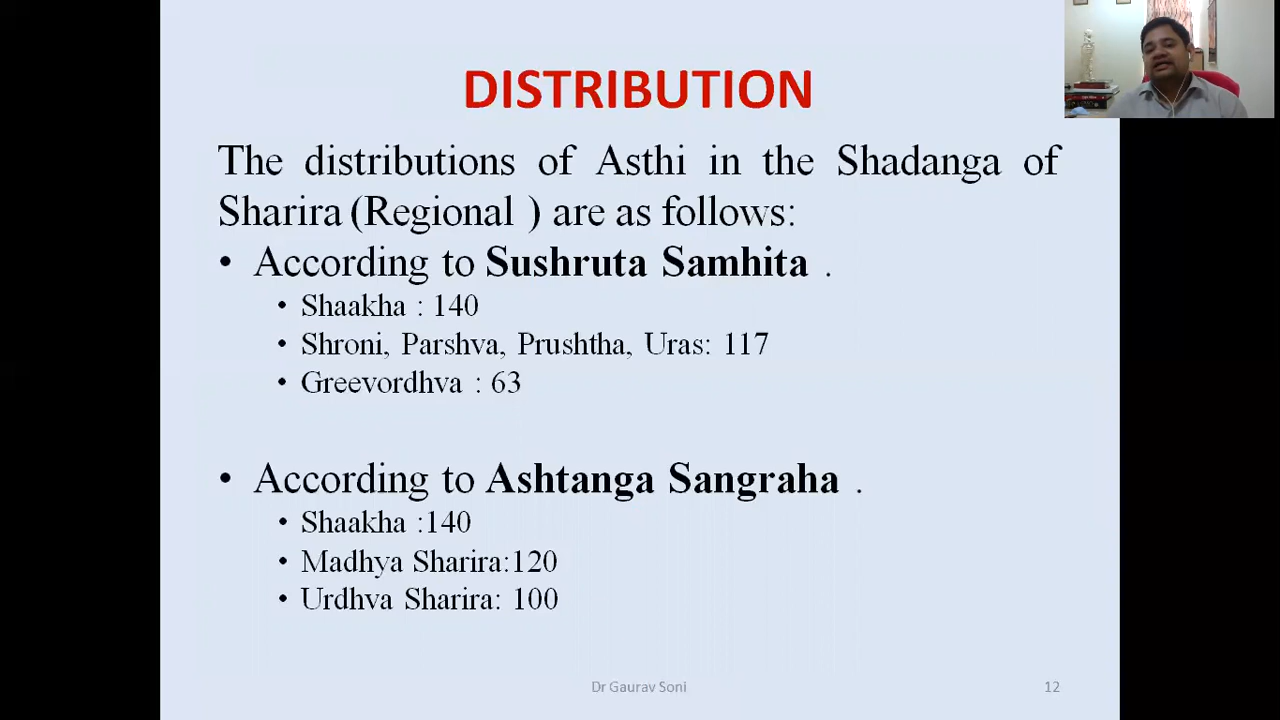 DISTRIBUTION
The distributions of Asthi in the Shadanga of
Sharira (Regional ) are as follows:
• According to Sushruta Samhita .
• Shaakha : 140
• Shroni, Parshva, Prushtha, Uras: 117
• Greevordhva : 63
• According to Ashtanga Sangraha .
• Shaakha :140
• Madhya Sharira:120
• Urdhva Sharira: 100
Dr Gaurav Soni
12